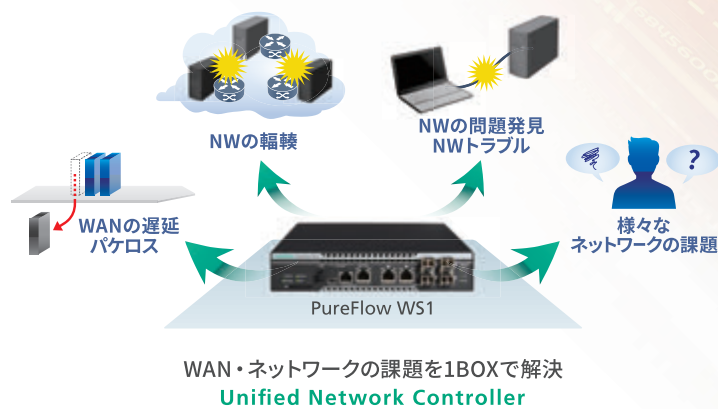 NWの輻輳
NWの問題発見
NWトラブル
?
WANの遅延
パケロス
様々な
ネットワークの課題
PureFlow WS1
WAN・ネットワークの課題を1BOXで解決
Unified Network Controller